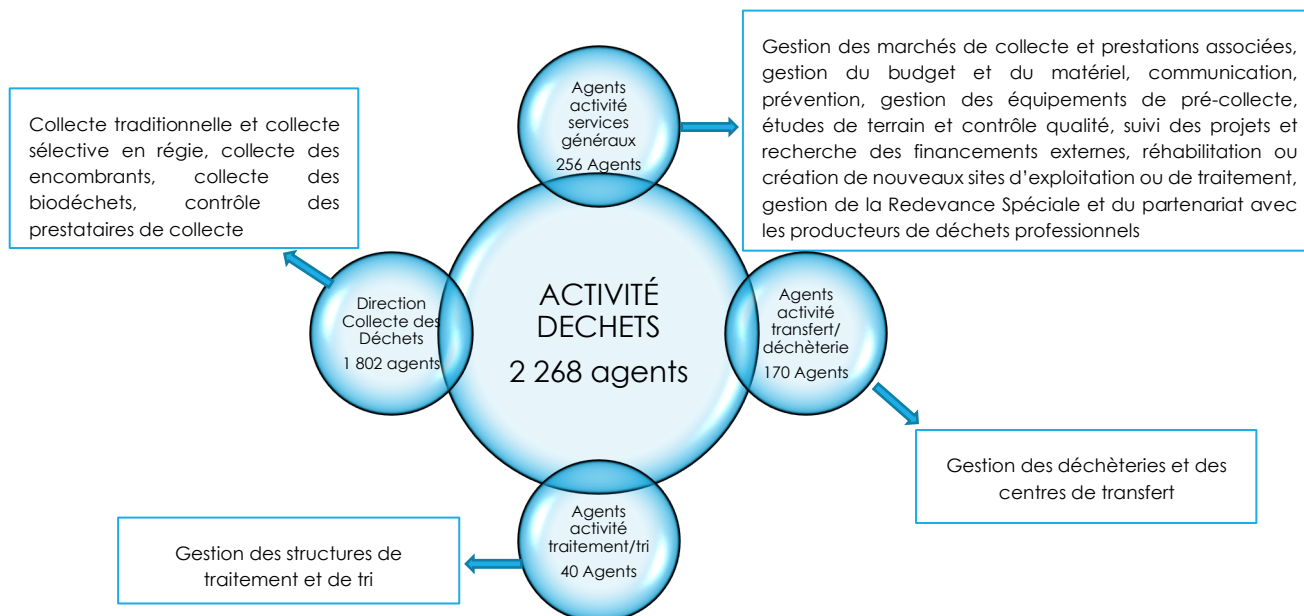 Gestion des marchés de collecte et prestations associées,
gestion du budget et du matériel, communication,
prévention, gestion des équipements de pré-collecte,
études de terrain et contrôle qualité, suivi des projets et
recherche des financements externes, réhabilitation ou
création de nouveaux sites d'exploitation ou de traitement,
gestion de la Redevance Spéciale et du partenariat avec
les producteurs de déchets professionnels
Agents
activité
services
généraux
256 Agents
Collecte traditionnelle et collecte
sélective en régie, collecte des
encombrants, collecte des
biodéchets, contrôle des
prestataires de collecte
Direction
Collecte des
Déchets
1 802 agents
ACTIVITÉ
DECHETS
2 268 agents
Agents
activité
transfert/
déchèterie
170 Agents
Gestion des déchèteries et des
centres de transfert
Agents
activité
traitement/tri
40 Agents
Gestion des structures de
traitement et de tri